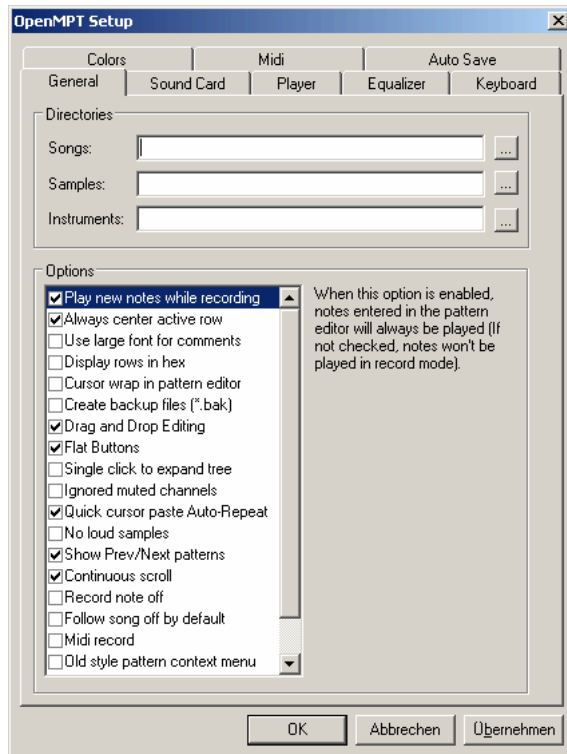 OpenMPT Setup
Colors Midi Auto Save
General Sound Card Player Equalizer Keyboard
Directories
Songs: ...
Samples: ...
Instruments: ...
Options
Play new notes while recording
Always center active row
Use large font for comments
Display rows in hex
Cursor wrap in pattern editor
Create backup files (*.bak)
Drag and Drop Editing
Flat Buttons
Single click to expand tree
Ignored muted channels
Quick cursor paste Auto-Repeat
No loud samples
Show Prev/Next patterns
Continuous scroll
Record note off
Follow song off by default
Midi record
Old style pattern context menu
When this option is enabled,
notes entered in the pattern
editor will always be played (If
not checked, notes won't be
played in record mode).
OK Abbrechen Übernehmen